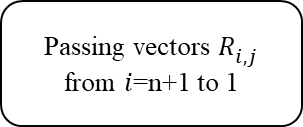 Passing vectors R_{i,j}
from i=n+1 to 1